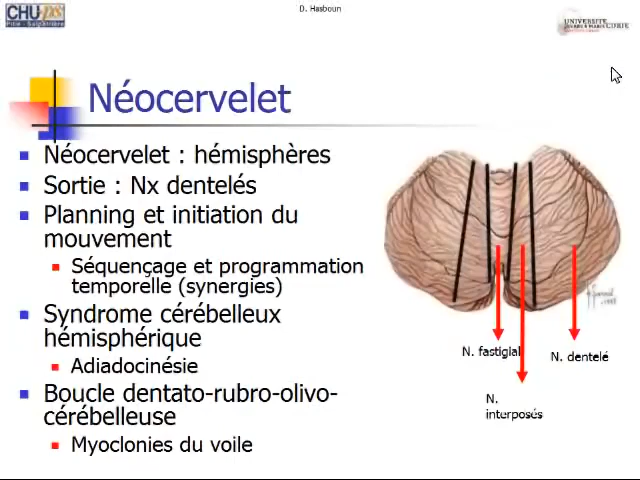 D. Hasboun
CHU
Pitié-Salpêtrière
UNIVERSITE
PIERRE & MARIE CURIE
Néocervelet
Néocervelet : hémisphères
Sortie : Nx dentelés
Planning et initiation du
mouvement
Séquençage et programmation
temporelle (synergies)
Syndrome cérébelleux
hémisphérique
Adiadocinésie
Boucle dentato-rubro-olivo-
cérébelleuse
Myoclonies du voile
N. fastigial
N. dentelé
N.
interposés